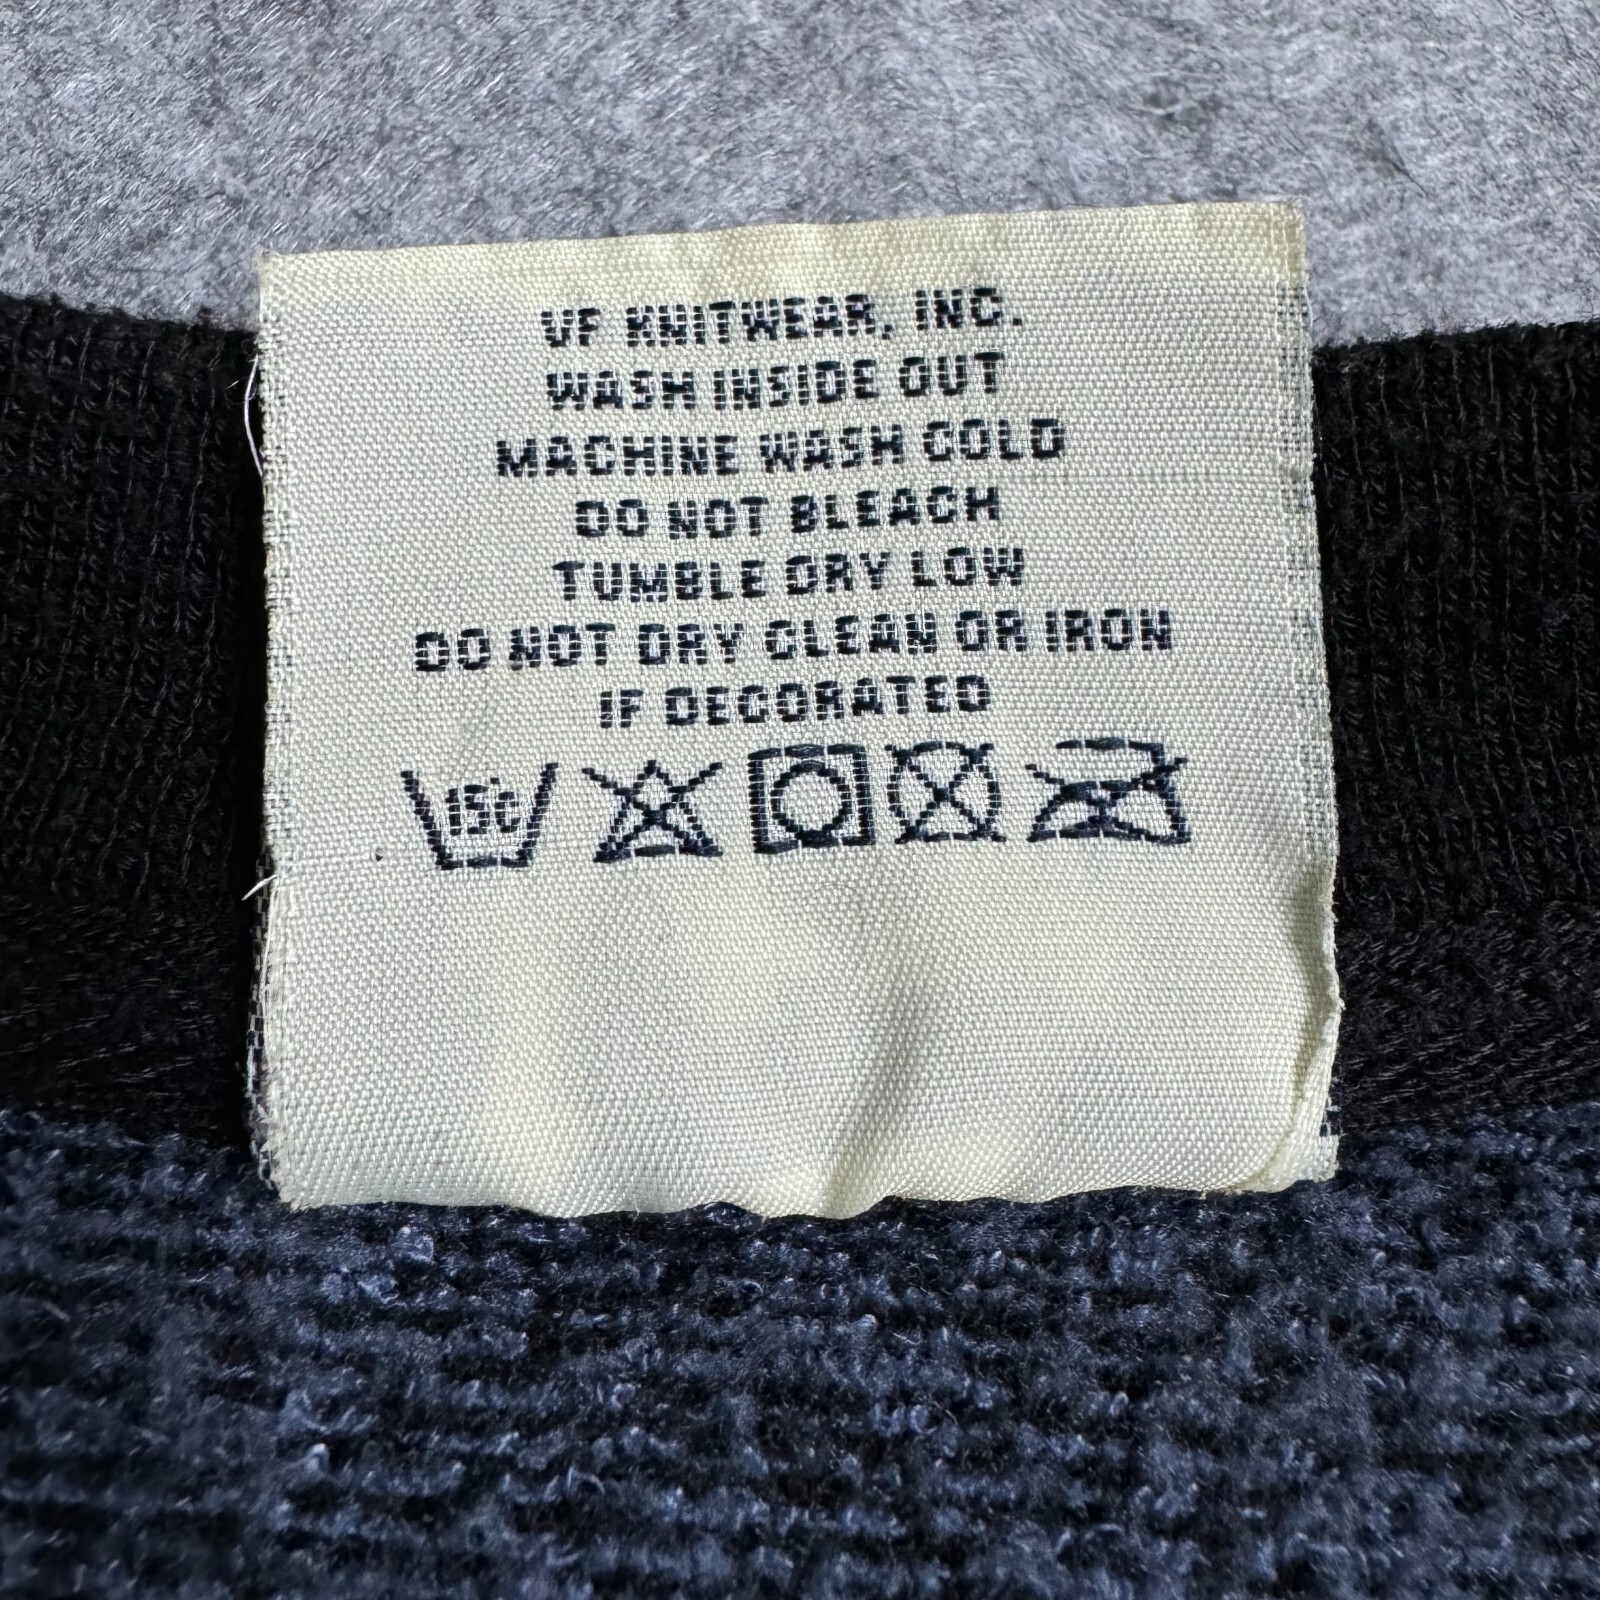 VF KNITWEAR, INC.
WASH INSIDE OUT
MACHINE WASH COLD
DO NOT BLEACH
TUMBLE DRY LOW
DO NOT DRY CLEAN OR IRON
IF DECORATED
15°C